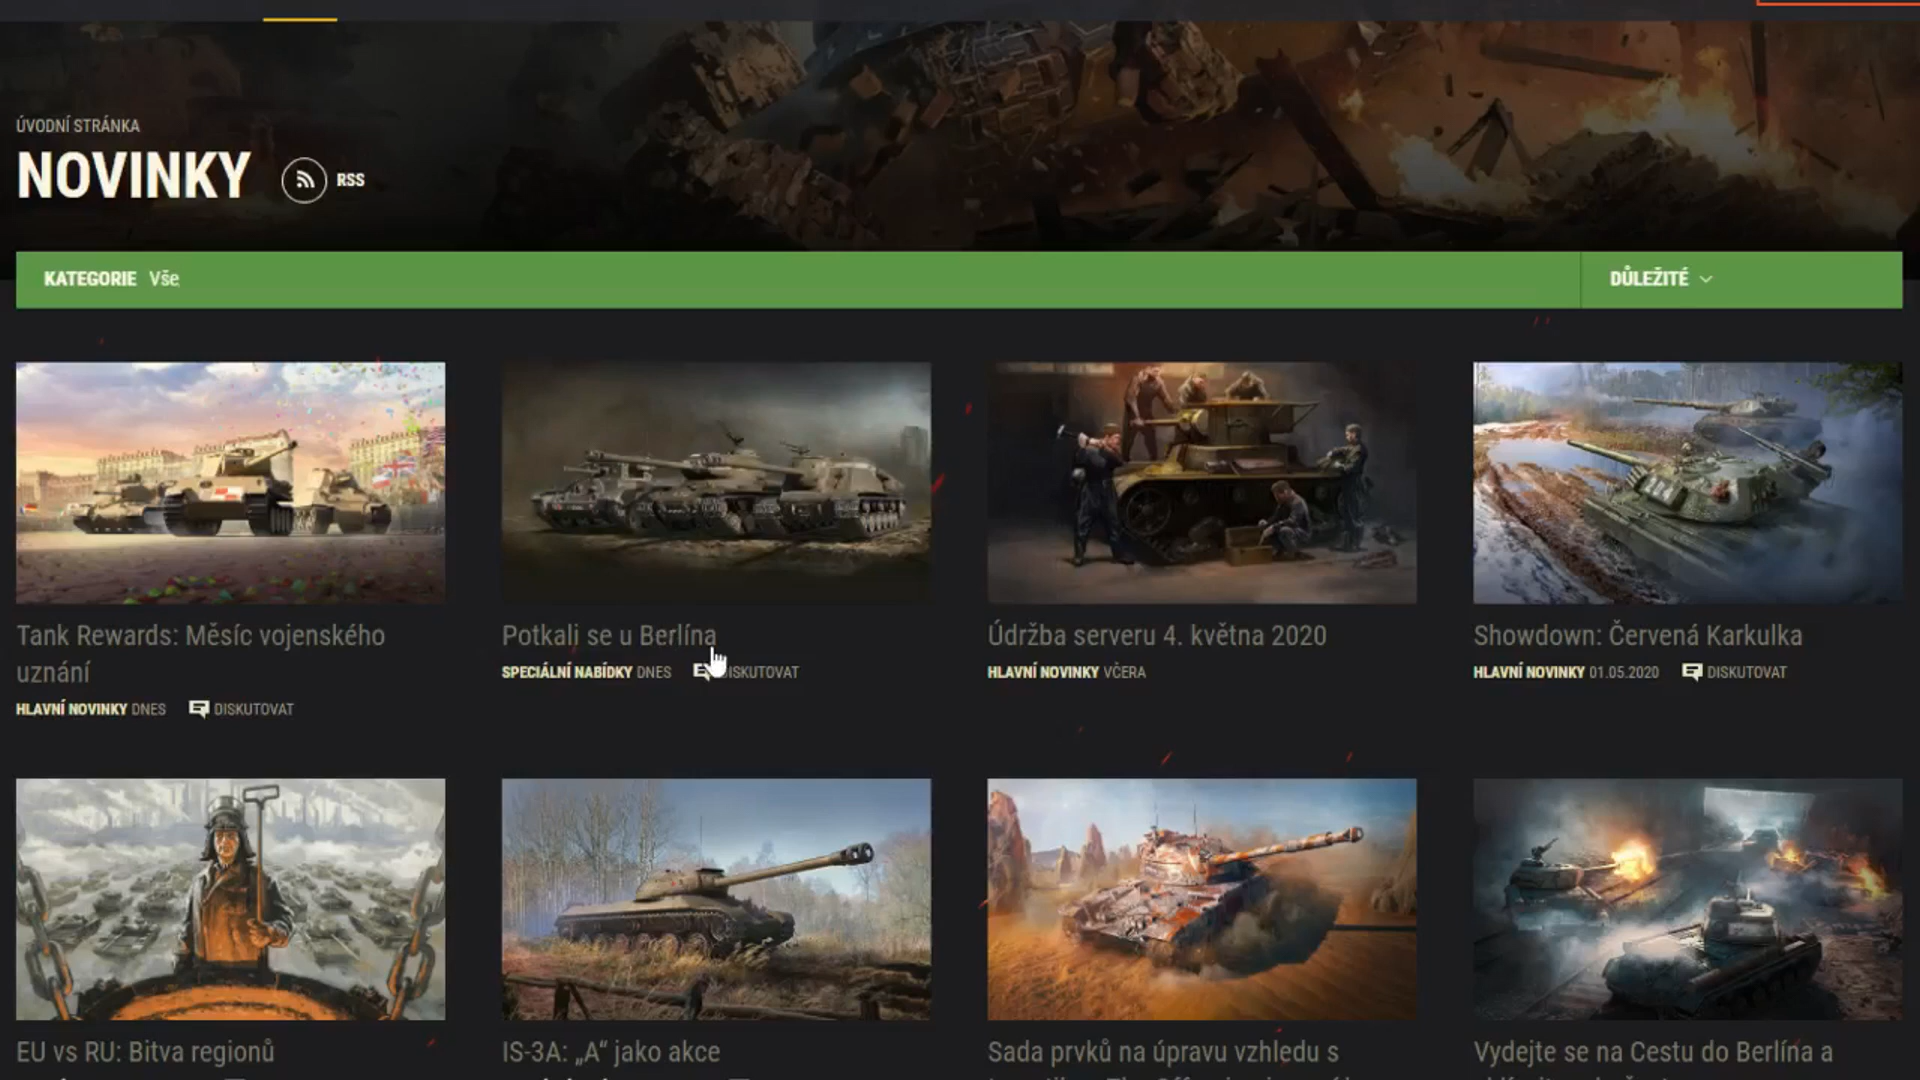 ÚVODNÍ STRÁNKA
NOVINKY
RSS
KATEGORIE Vše
DŮLEŽITÉ
Tank Rewards: Měsíc vojenského
uznání
HLAVNÍ NOVINKY DNES DISKUTOVAT
Potkali se u Berlína
SPECIÁLNÍ NABÍDKY DNES DISKUTOVAT
Údržba serveru 4. května 2020
HLAVNÍ NOVINKY VČERA
Showdown: Červená Karkulka
HLAVNÍ NOVINKY 01.05.2020 DISKUTOVAT
EU vs RU: Bitva regionů
IS-3A: „A“ jako akce
Sada prvků na úpravu vzhledu s
Vydejte se na Cestu do Berlína a